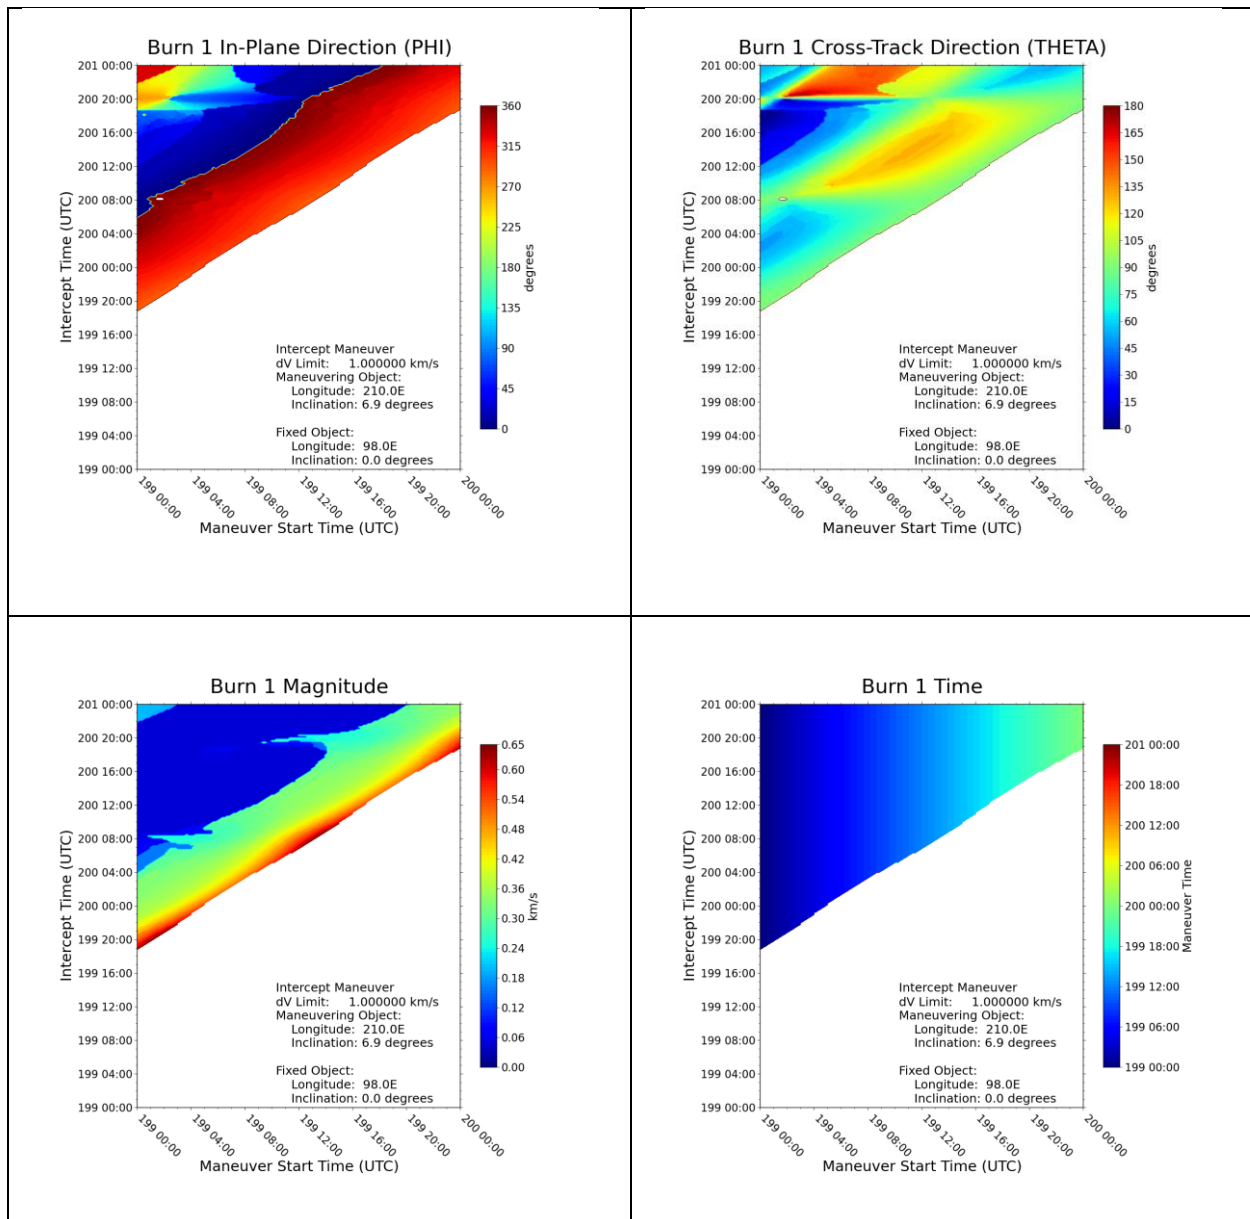 Burn 1 In-Plane Direction (PHI)
201 00:00
200 20:00
200 16:00
200 12:00
200 08:00
200 04:00
200 00:00
199 20:00
199 16:00
199 12:00
199 08:00
199 04:00
199 00:00
Intercept Time (UTC)
Intercept Maneuver
dV Limit: 1.000000 km/s
Maneuvering Object:
Longitude: 210.0E
Inclination: 6.9 degrees
Fixed Object:
Longitude: 98.0E
Inclination: 0.0 degrees
199 00:00
199 04:00
199 08:00
199 12:00
199 16:00
199 20:00
200 00:00
Maneuver Start Time (UTC)
360
315
270
225
180
135
90
45
0
degrees
Burn 1 Cross-Track Direction (THETA)
201 00:00
200 20:00
200 16:00
200 12:00
200 08:00
200 04:00
200 00:00
199 20:00
199 16:00
199 12:00
199 08:00
199 04:00
199 00:00
Intercept Time (UTC)
Intercept Maneuver
dV Limit: 1.000000 km/s
Maneuvering Object:
Longitude: 210.0E
Inclination: 6.9 degrees
Fixed Object:
Longitude: 98.0E
Inclination: 0.0 degrees
199 00:00
199 04:00
199 08:00
199 12:00
199 16:00
199 20:00
200 00:00
Maneuver Start Time (UTC)
180
165
150
135
120
105
90
75
60
45
30
15
0
degrees
Burn 1 Magnitude
201 00:00
200 20:00
200 16:00
200 12:00
200 08:00
200 04:00
200 00:00
199 20:00
199 16:00
199 12:00
199 08:00
199 04:00
199 00:00
Intercept Time (UTC)
Intercept Maneuver
dV Limit: 1.000000 km/s
Maneuvering Object:
Longitude: 210.0E
Inclination: 6.9 degrees
Fixed Object:
Longitude: 98.0E
Inclination: 0.0 degrees
199 00:00
199 04:00
199 08:00
199 12:00
199 16:00
199 20:00
200 00:00
Maneuver Start Time (UTC)
0.65
0.60
0.54
0.48
0.42
0.36
0.30
0.24
0.18
0.12
0.06
0.00
km/s
Burn 1 Time
201 00:00
200 20:00
200 16:00
200 12:00
200 08:00
200 04:00
200 00:00
199 20:00
199 16:00
199 12:00
199 08:00
199 04:00
199 00:00
Intercept Time (UTC)
Intercept Maneuver
dV Limit: 1.000000 km/s
Maneuvering Object:
Longitude: 210.0E
Inclination: 6.9 degrees
Fixed Object:
Longitude: 98.0E
Inclination: 0.0 degrees
199 00:00
199 04:00
199 08:00
199 12:00
199 16:00
199 20:00
200 00:00
Maneuver Start Time (UTC)
201 00:00
200 18:00
200 12:00
200 06:00
200 00:00
199 18:00
199 12:00
199 06:00
199 00:00
Maneuver Time